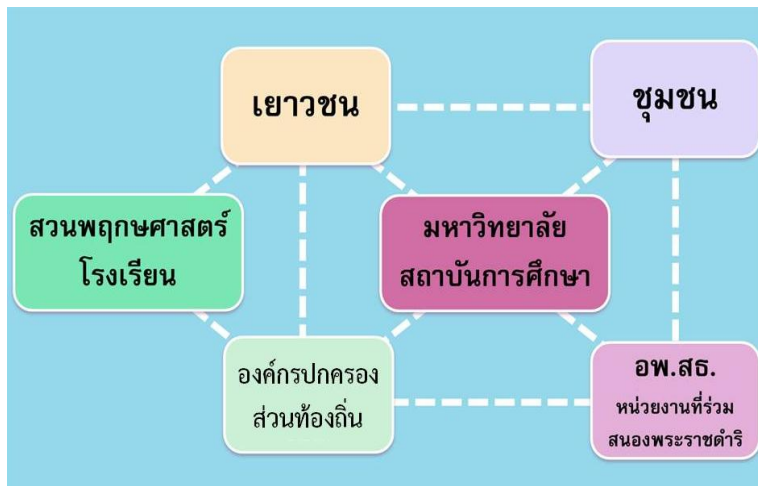 เยาวชน
ชุมชน
สวนพฤกษศาสตร์
โรงเรียน
มหาวิทยาลัย
สถาบันการศึกษา
องค์กรปกครอง
ส่วนท้องถิ่น
อพ.สธ.
หน่วยงานที่ร่วม
สนองพระราชดำริ